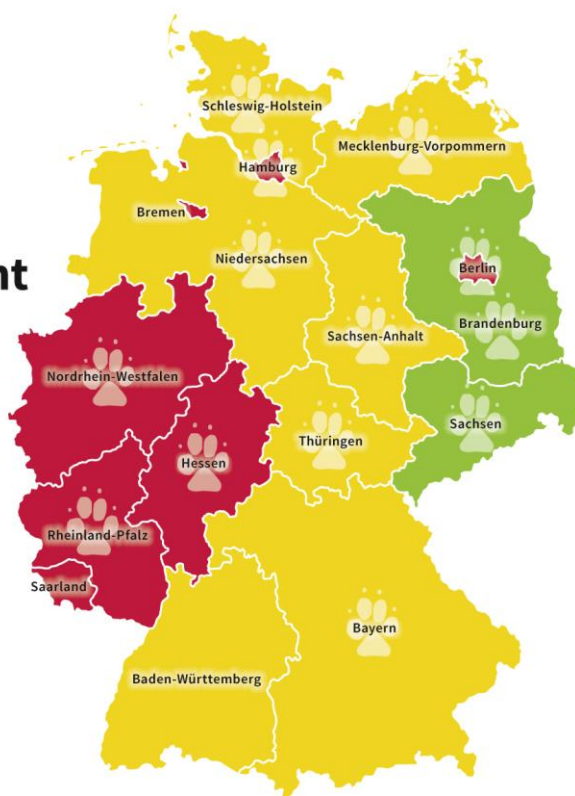 Schleswig-Holstein
Mecklenburg-Vorpommern
Hamburg
Bremen
Niedersachsen
Berlin
Brandenburg
Sachsen-Anhalt
Nordrhein-Westfalen
Sachsen
Thüringen
Hessen
Rheinland-Pfalz
Saarland
Bayern
Baden-Württemberg